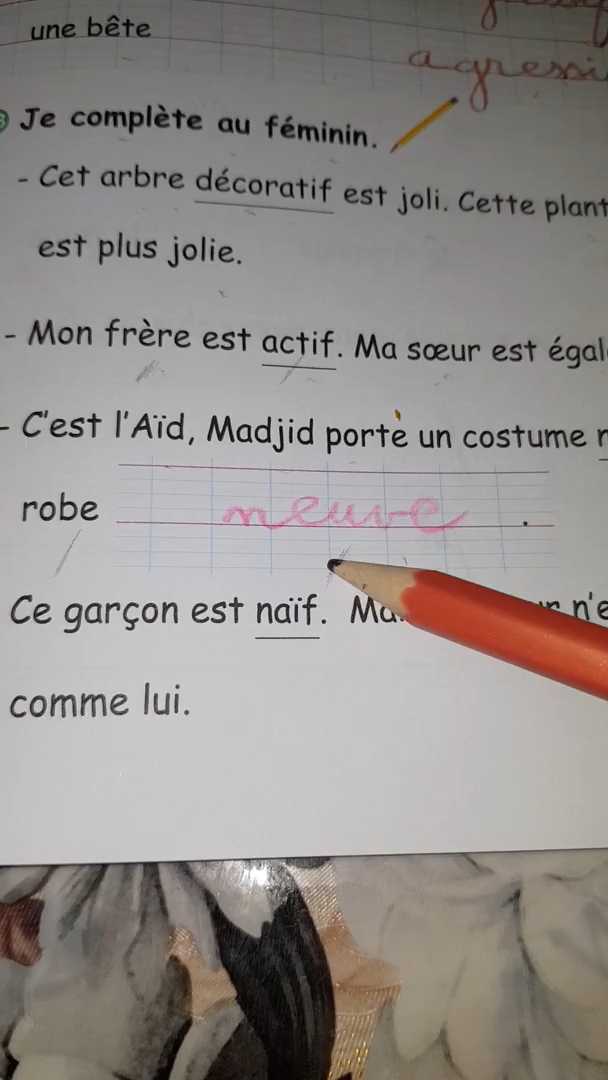 une bête
Je complète au féminin.
- Cet arbre décoratif est joli. Cette plant
est plus jolie.
- Mon frère est actif. Ma sœur est égal
- C'est l'Aïd, Madjid porte un costume
robe neuve .
Ce garçon est naïf. n'e
comme lui.